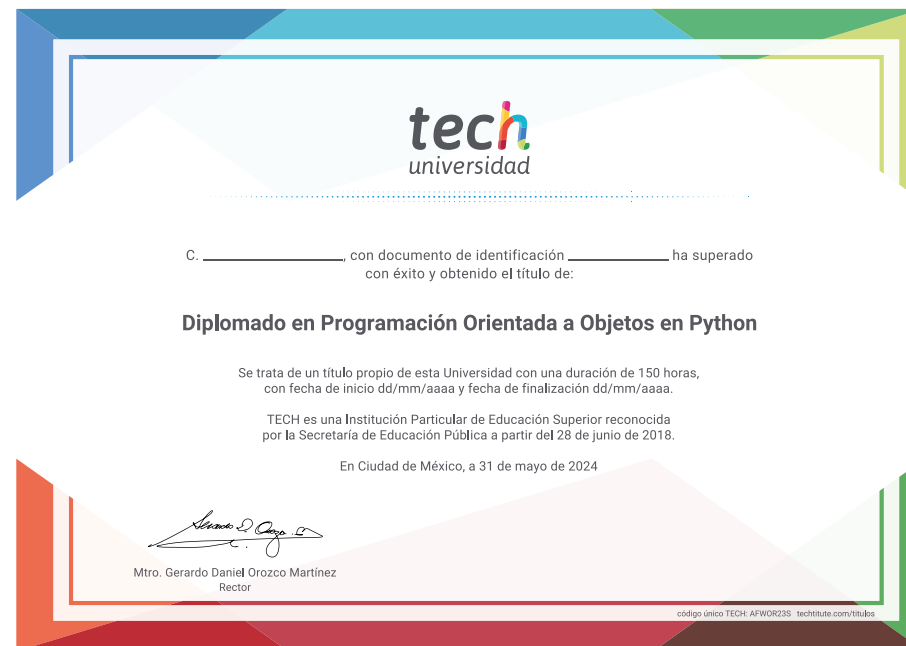 tech
universidad
C. ____________, con documento de identificación ____________ ha superado
con éxito y obtenido el título de:
Diplomado en Programación Orientada a Objetos en Python
Se trata de un título propio de esta Universidad con una duración de 150 horas,
con fecha de inicio dd/mm/aaaa y fecha de finalización dd/mm/aaaa.
TECH es una Institución Particular de Educación Superior reconocida
por la Secretaría de Educación Pública a partir del 28 de junio de 2018.
En Ciudad de México, a 31 de mayo de 2024
Mtro. Gerardo Daniel Orozco Martínez
Rector
código único TECH: AFWOR23S techtitute.com/titulos